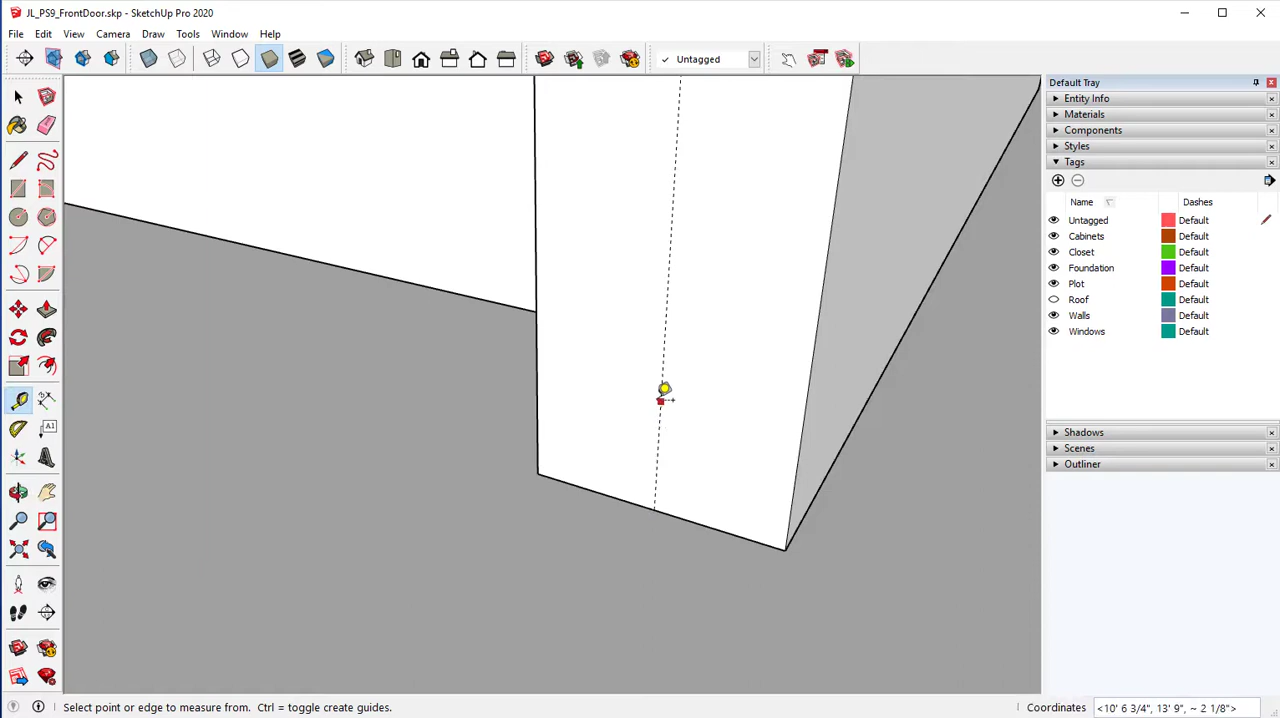 JL_PS9_FrontDoor.skp - SketchUp Pro 2020
File Edit View Camera Draw Tools Window Help
✓ Untagged
Default Tray
Entity Info
Materials
Components
Styles
Tags
Name Dashes
Untagged Default
Cabinets Default
Closet Default
Foundation Default
Plot Default
Roof Default
Walls Default
Windows Default
Shadows
Scenes
Outliner
A1
Select point or edge to measure from. Ctrl = toggle create guides.
Coordinates <10' 6 3/4", 13' 9", ~ 2 1/8">